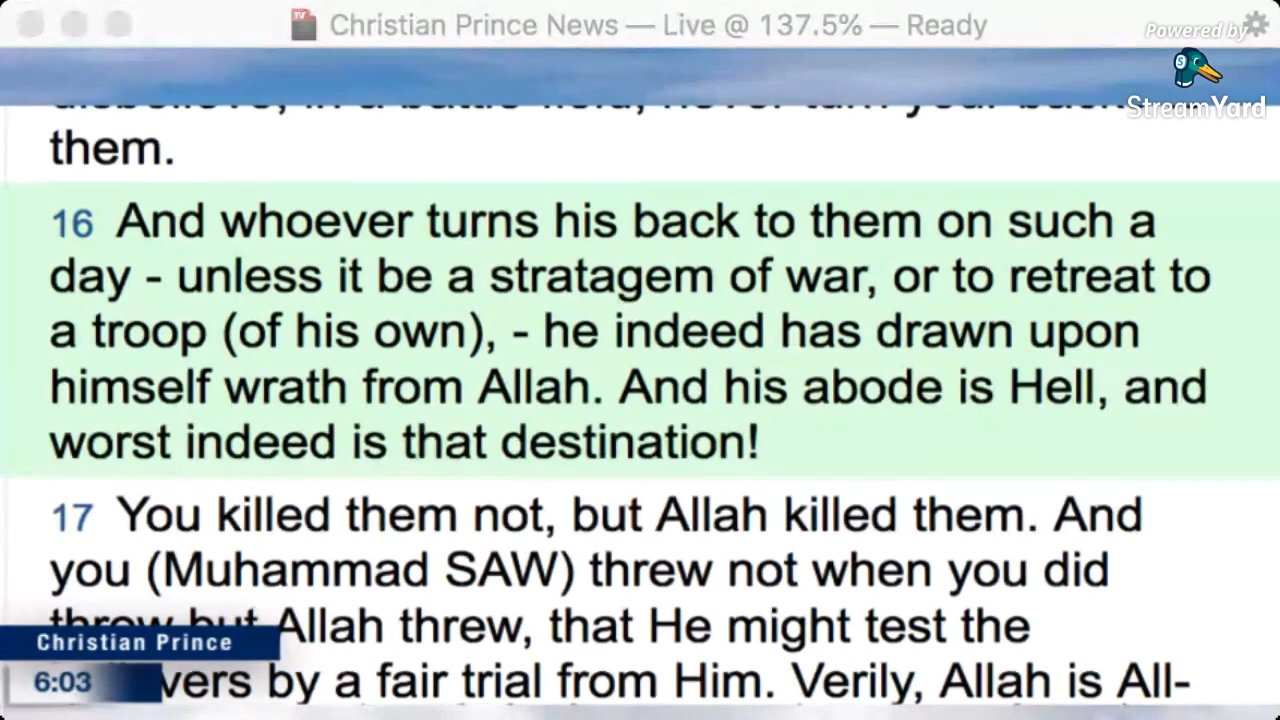 Christian Prince News — Live @ 137.5% — Ready
Powered by
StreamYard
them.
16 And whoever turns his back to them on such a
day - unless it be a stratagem of war, or to retreat to
a troop (of his own), - he indeed has drawn upon
himself wrath from Allah. And his abode is Hell, and
worst indeed is that destination!
17 You killed them not, but Allah killed them. And
you (Muhammad SAW) threw not when you did
threw but Allah threw, that He might test the
by a fair trial from Him. Verily, Allah is All-
Christian Prince
6:03